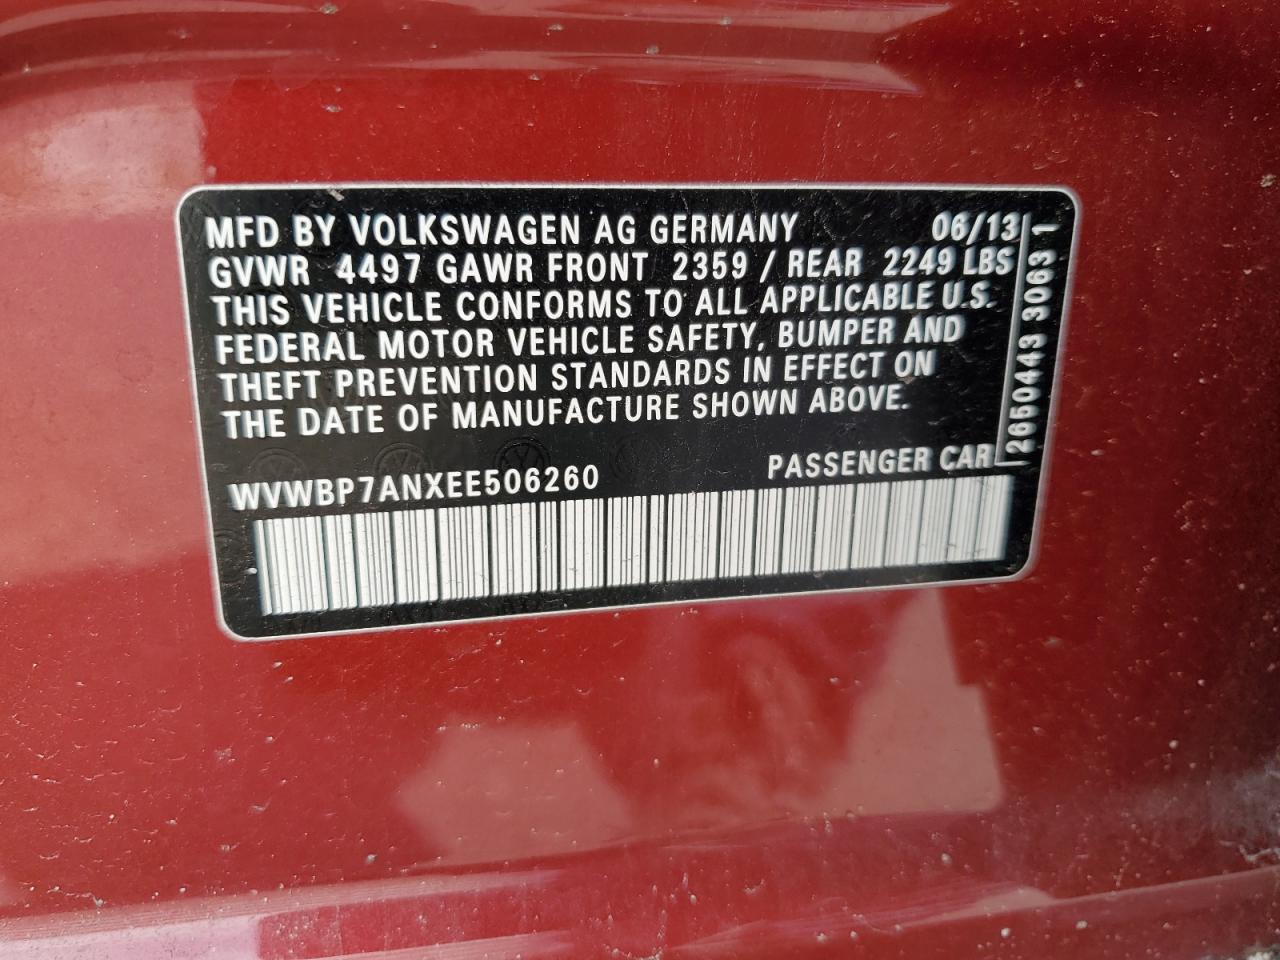 MFD BY VOLKSWAGEN AG GERMANY 06/13
GVWR 4497 GAWR FRONT 2359 / REAR 2249 LBS
THIS VEHICLE CONFORMS TO ALL APPLICABLE U.S.
FEDERAL MOTOR VEHICLE SAFETY, BUMPER AND
THEFT PREVENTION STANDARDS IN EFFECT ON
THE DATE OF MANUFACTURE SHOWN ABOVE.
WVWBP7ANXEE506260 PASSENGER CAR
2650443 3063 1